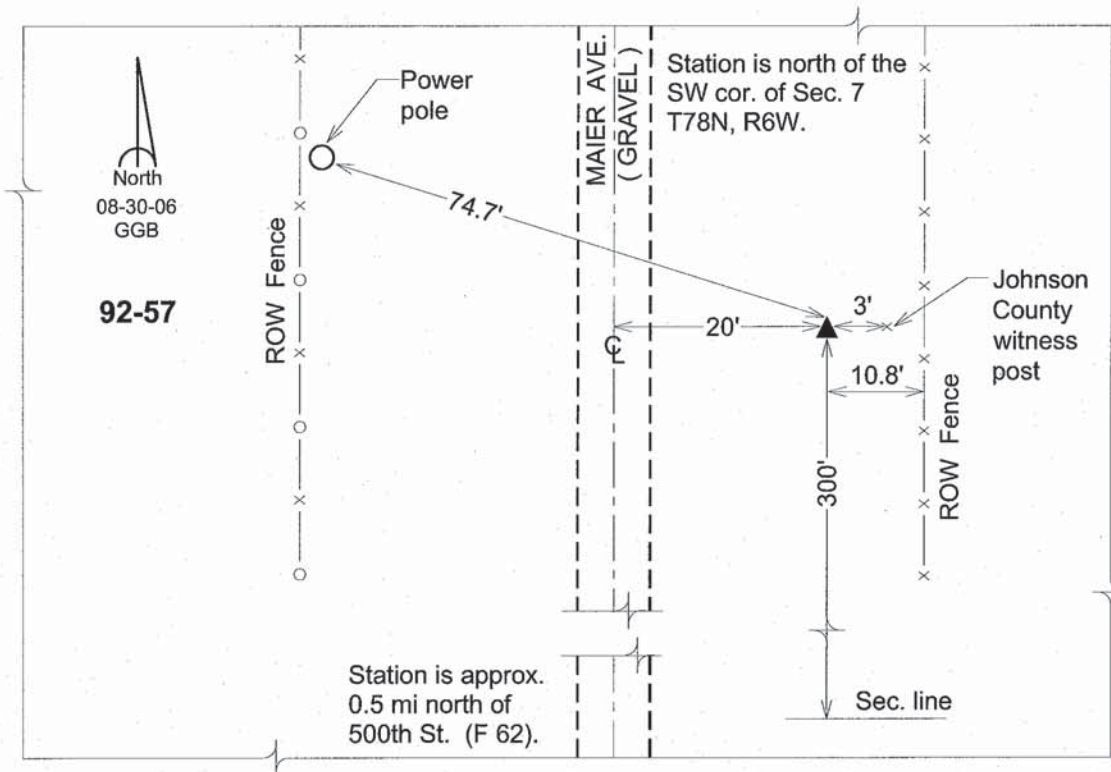 Power
pole
MAIER AVE.
( GRAVEL )
Station is north of the
SW cor. of Sec. 7
T78N, R6W.
North
08-30-06
GGB
92-57
74.7'
ROW Fence
20'
3'
Johnson
County
witness
post
CL
10.8'
300'
ROW Fence
Station is approx.
0.5 mi north of
500th St. (F 62).
Sec. line